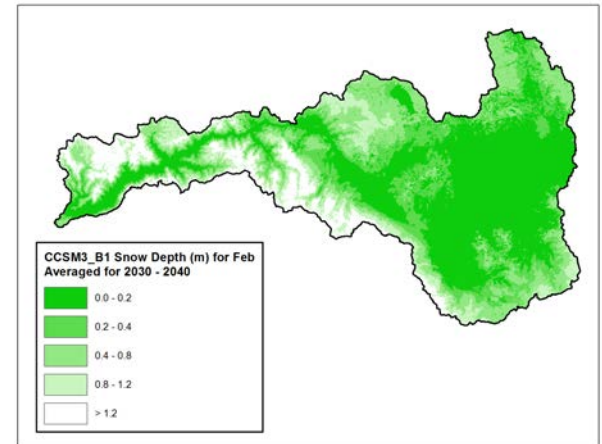 CCSM3_B1 Snow Depth (m) for Feb
Averaged for 2030 - 2040
0.0 - 0.2
0.2 - 0.4
0.4 - 0.8
0.8 - 1.2
> 1.2